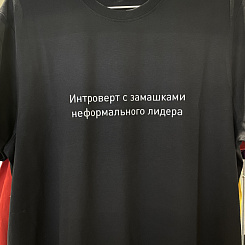 Интроверт с замашками
неформального лидера